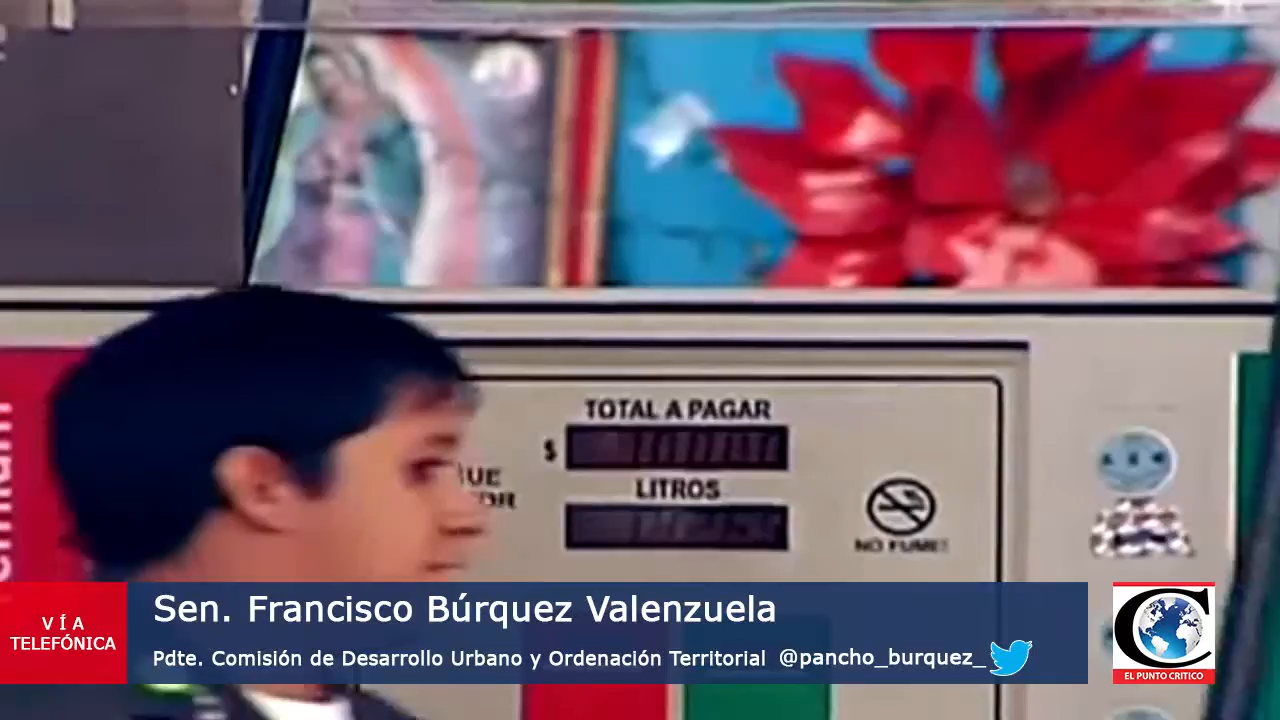 TOTAL A PAGAR
$
LITROS
NO FUME!
VÍA
TELEFÓNICA
Sen. Francisco Búrquez Valenzuela
Pdte. Comisión de Desarrollo Urbano y Ordenación Territorial @pancho_burquez_
C
EL PUNTO CRITICO